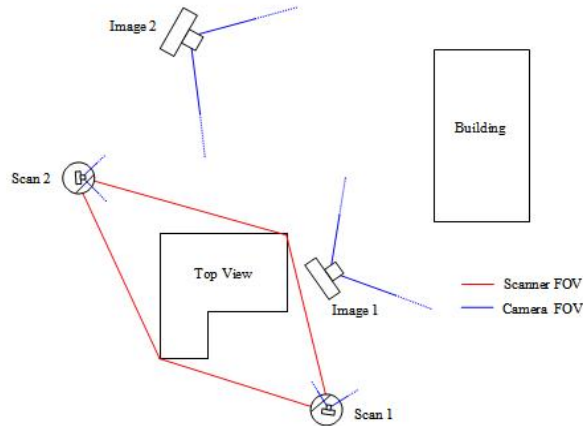 Image 2
Building
Scan 2
Top View
Scanner FOV
Image 1
Camera FOV
Scan 1